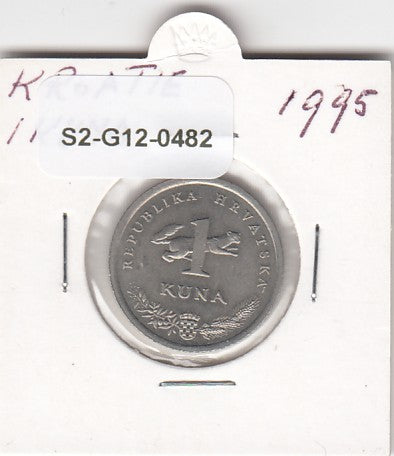 KROATIE
1995
S2-G12-0482
REPUBLIKA HRVATSKA
1
KUNA